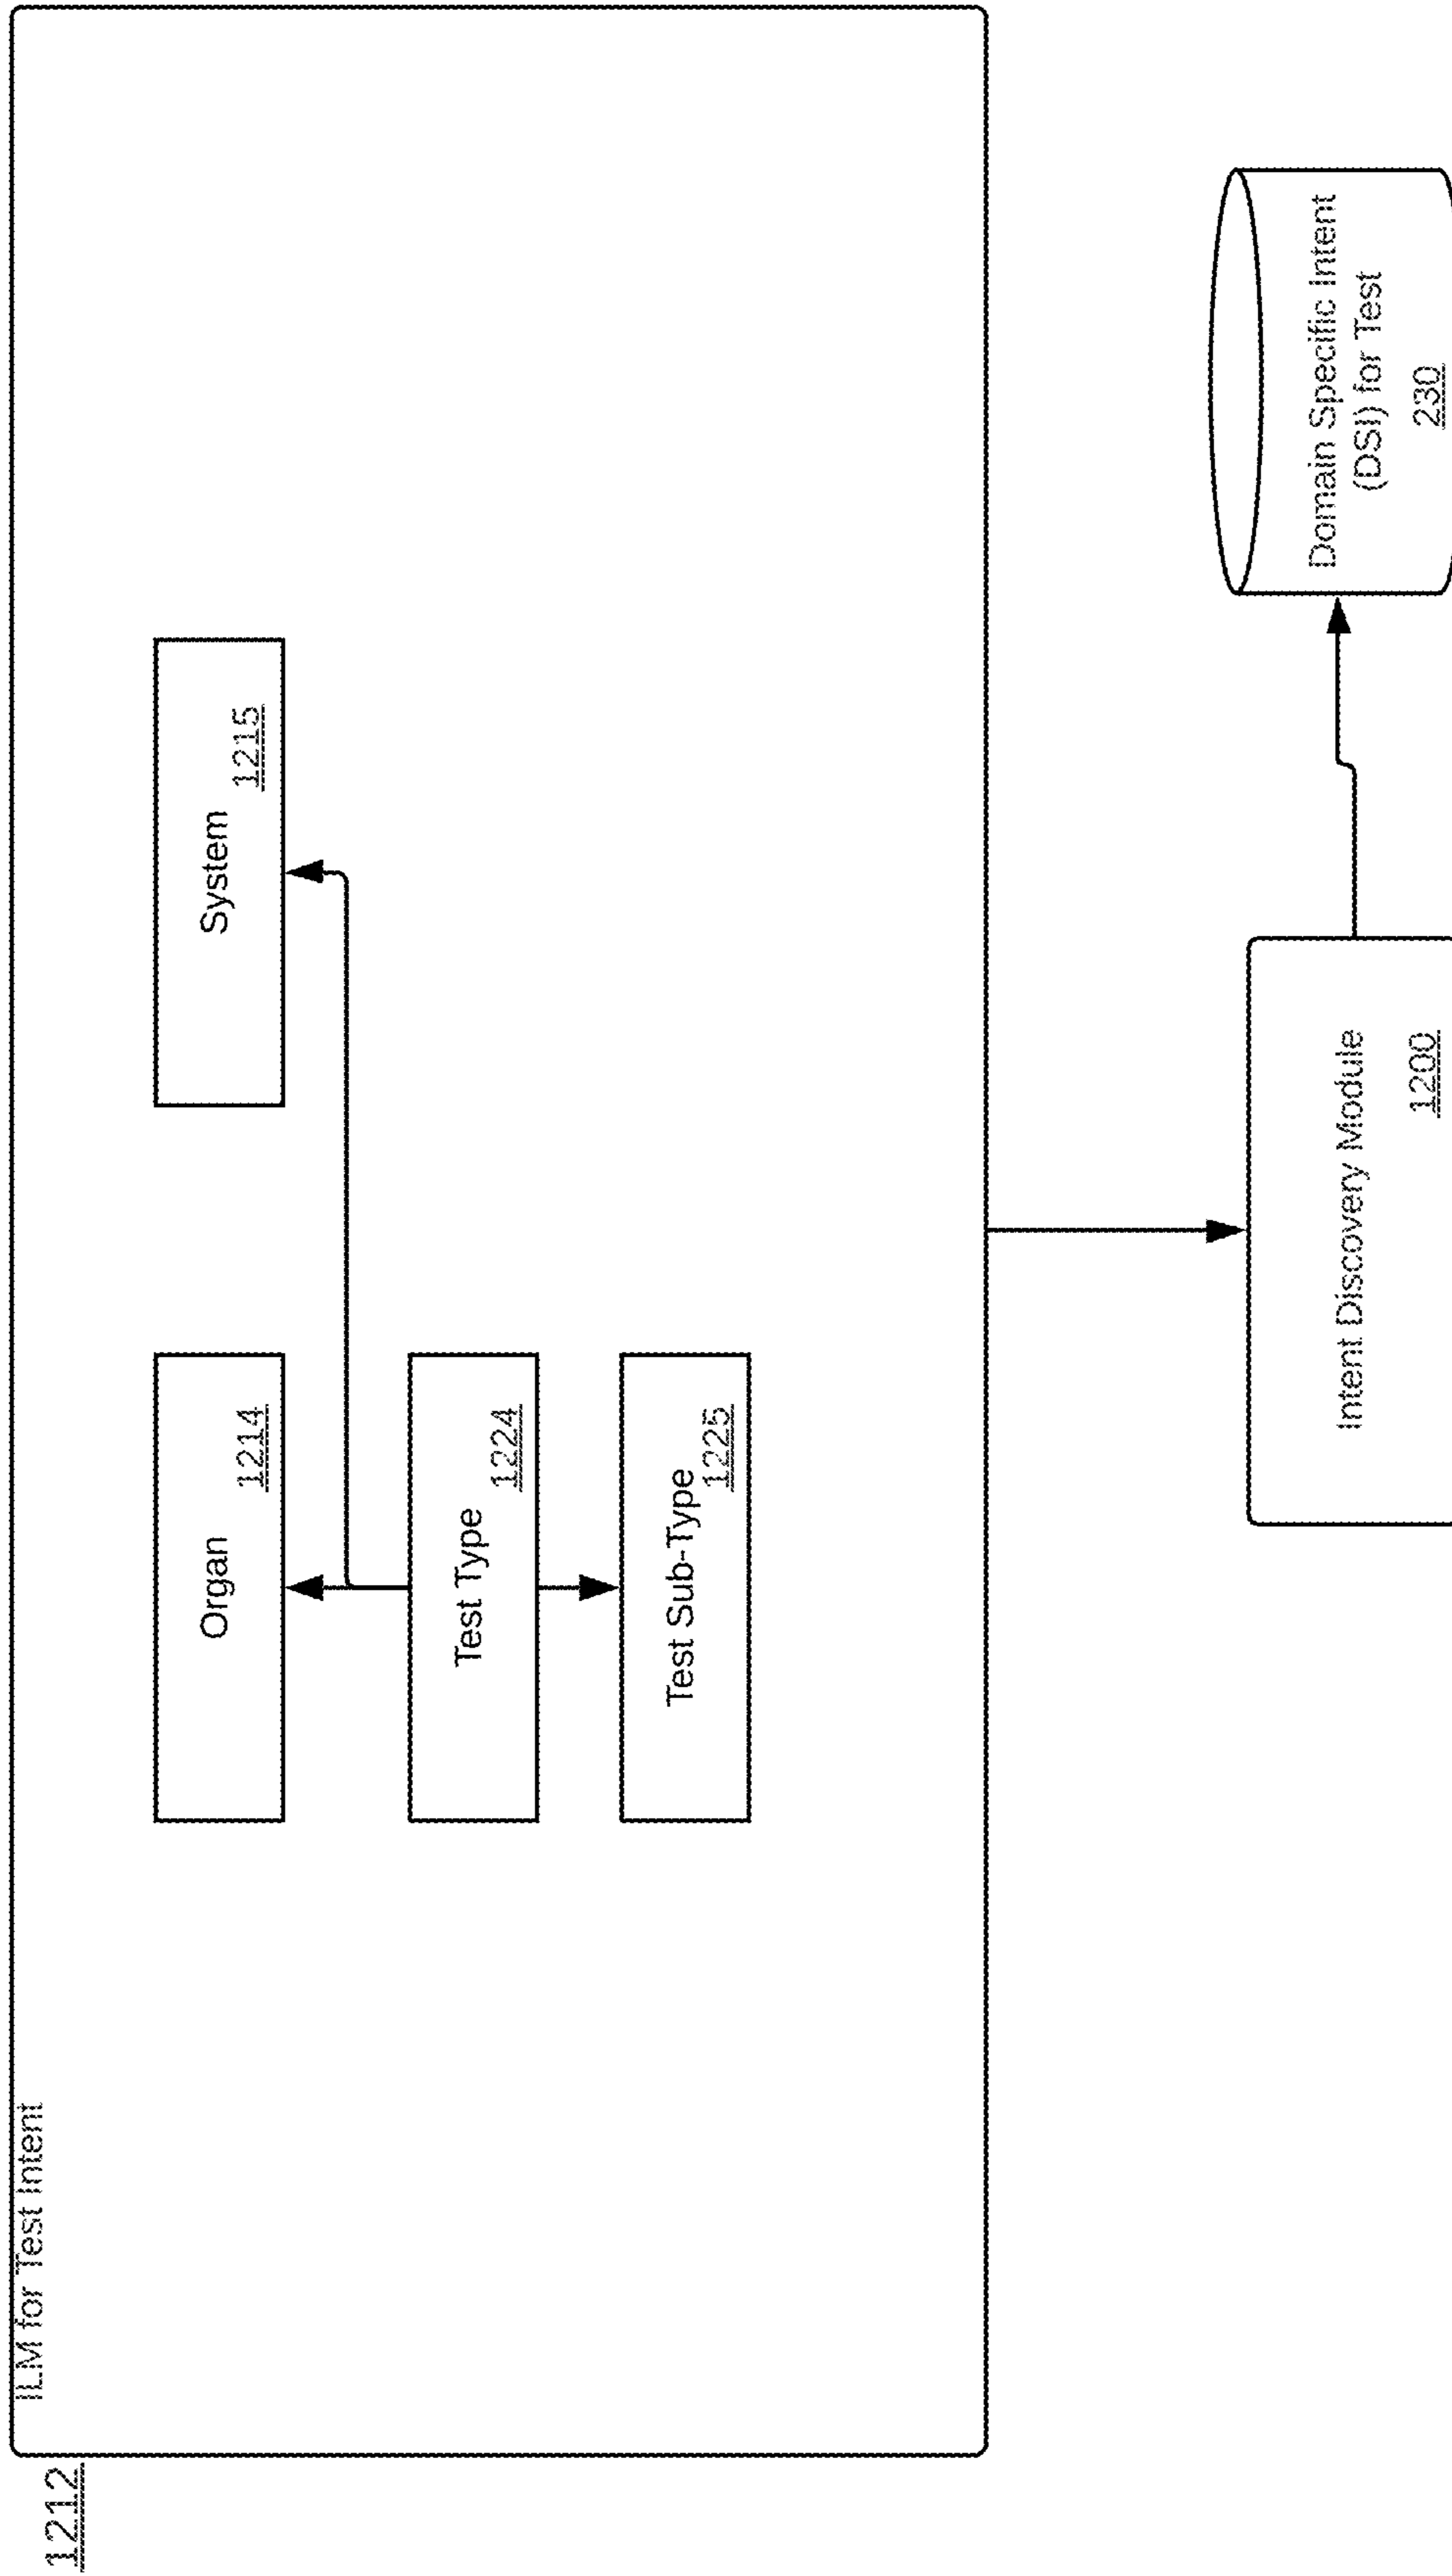 1212
ILM for Test Intent
Organ
1214
System
1215
Test Type
1224
Test Sub-Type
1225
Intent Discovery Module
1200
Domain Specific Intent
(DSI) for Test
230